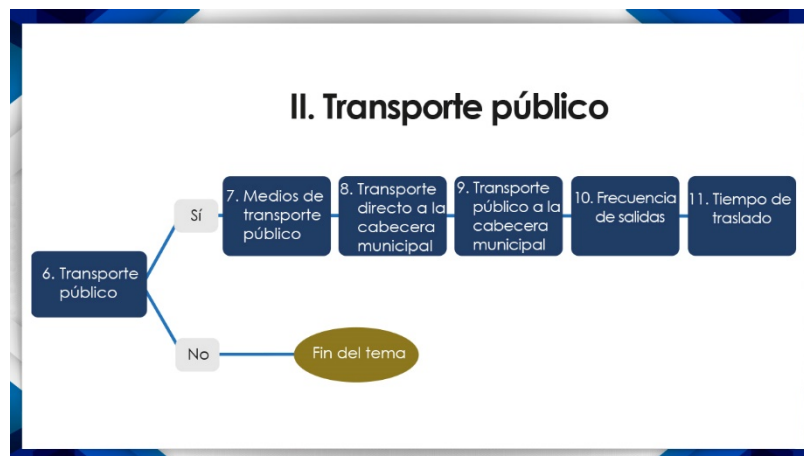 II. Transporte público
Sí
7. Medios de
transporte
público
8. Transporte
directo a la
cabecera
municipal
9. Transporte
público a la
cabecera
municipal
10. Frecuencia
de salidas
11. Tiempo de
traslado
6. Transporte
público
No
Fin del tema